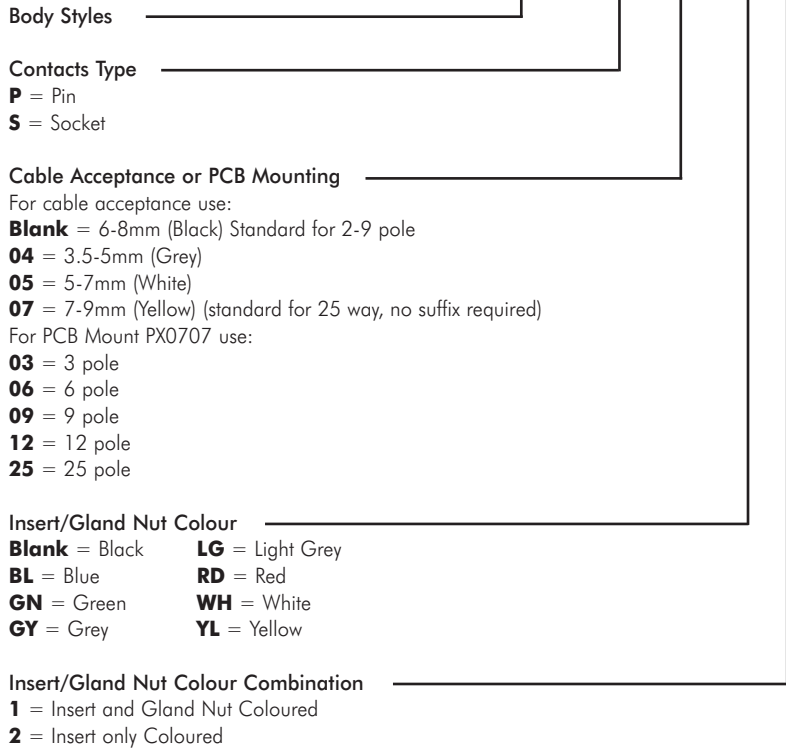 Body Styles
Contacts Type
P = Pin
S = Socket
Cable Acceptance or PCB Mounting
For cable acceptance use:
Blank = 6-8mm (Black) Standard for 2-9 pole
04 = 3.5-5mm (Grey)
05 = 5-7mm (White)
07 = 7-9mm (Yellow) (standard for 25 way, no suffix required)
For PCB Mount PX0707 use:
03 = 3 pole
06 = 6 pole
09 = 9 pole
12 = 12 pole
25 = 25 pole
Insert/Gland Nut Colour
Blank = Black LG = Light Grey
BL = Blue RD = Red
GN = Green WH = White
GY = Grey YL = Yellow
Insert/Gland Nut Colour Combination
1 = Insert and Gland Nut Coloured
2 = Insert only Coloured